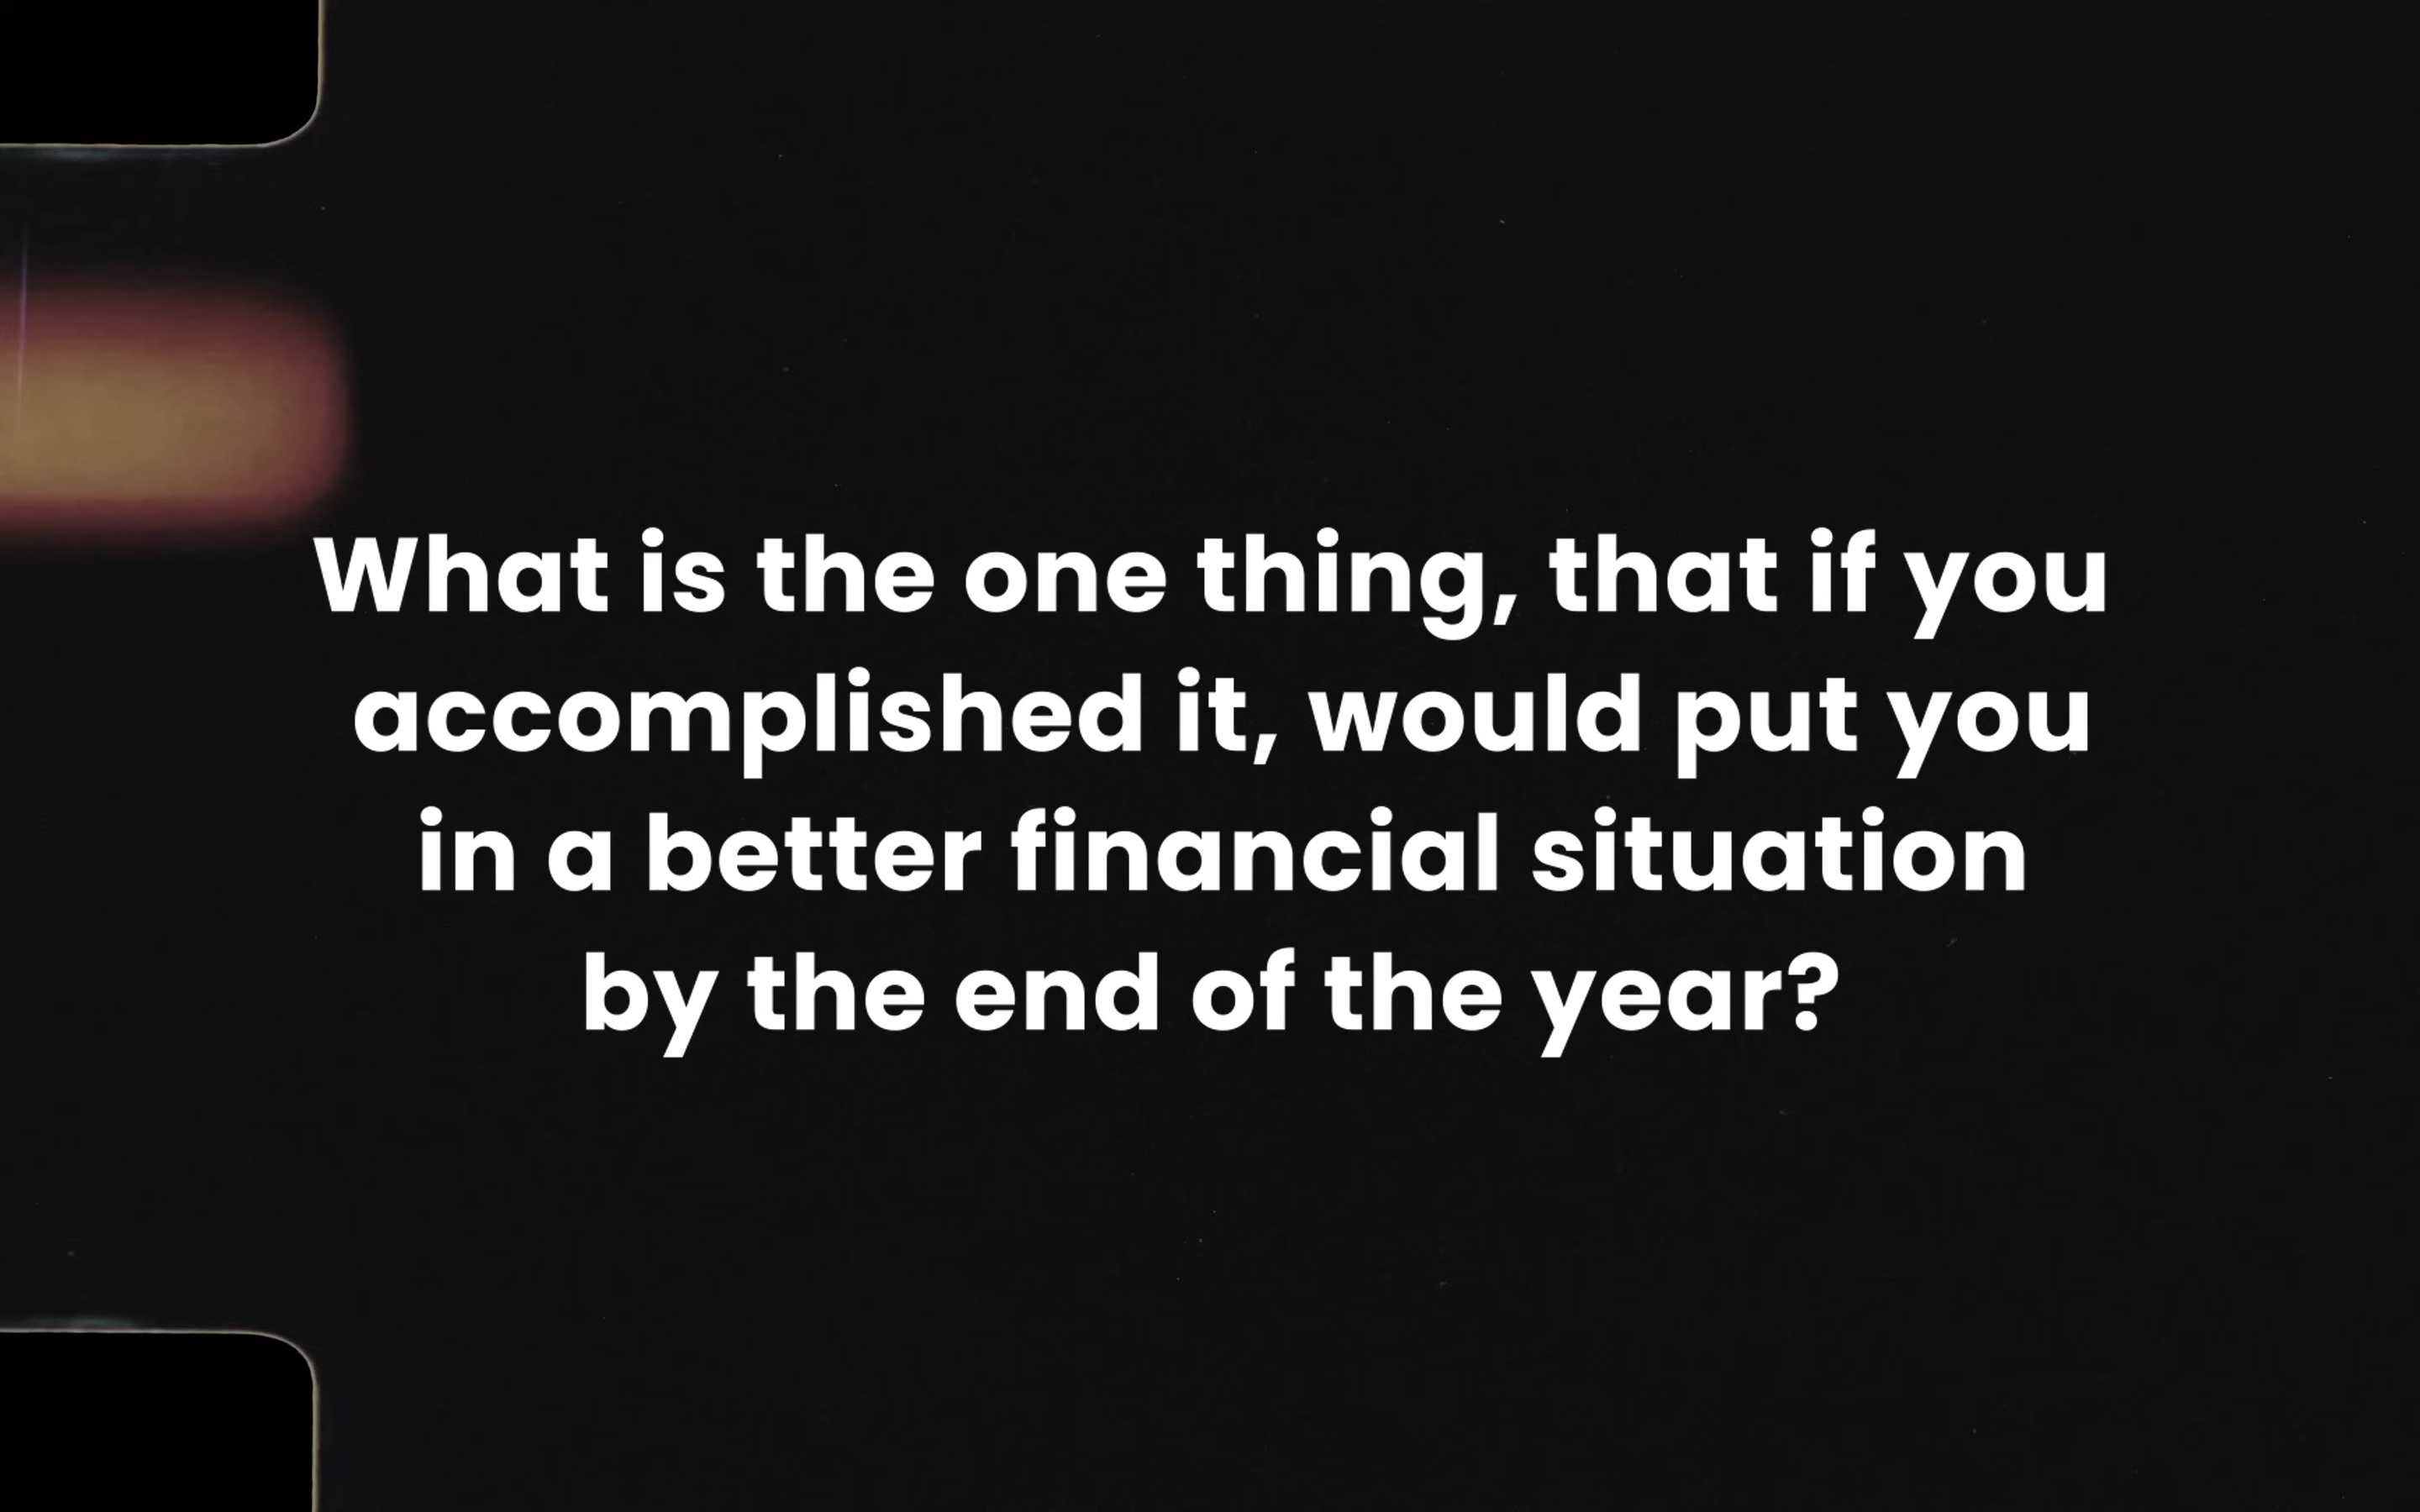 What is the one thing, that if you
accomplished it, would put you
in a better financial situation
by the end of the year?